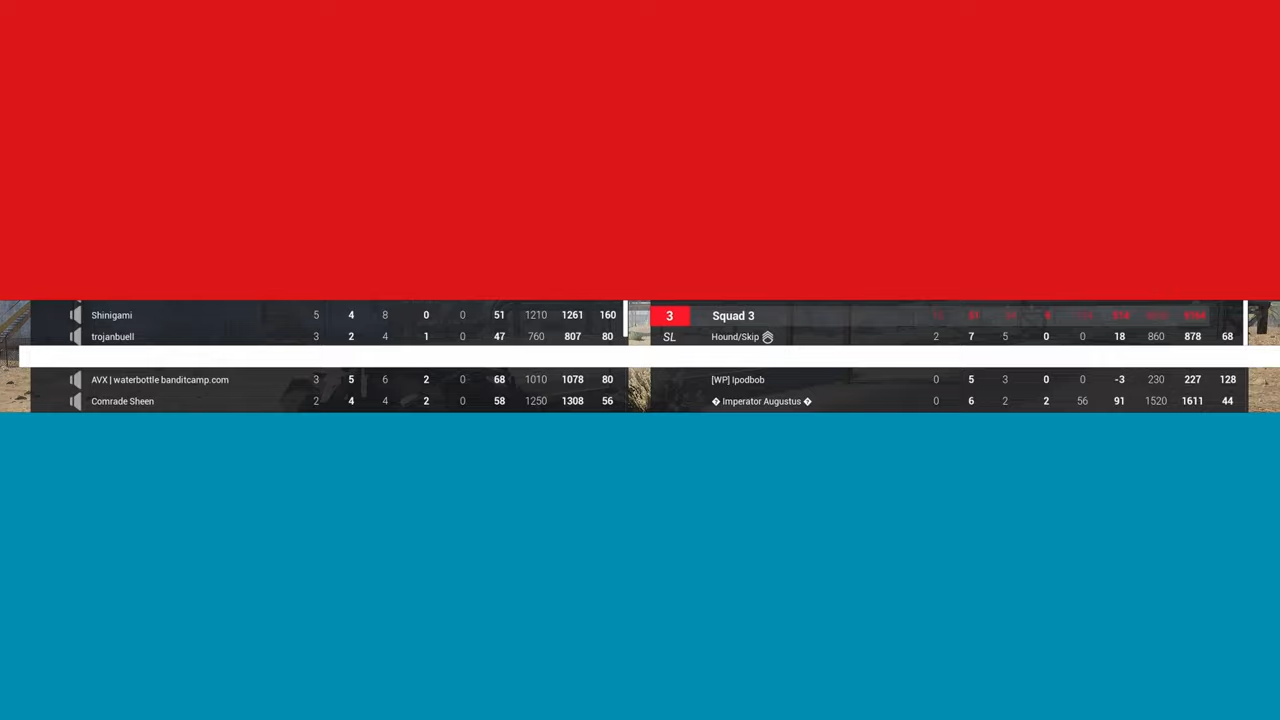 Shinigami 5 4 8 0 0 51 1210 1261 160
trojanbuell 3 2 4 1 0 47 760 807 80
AVX | waterbottle banditcamp.com 3 5 6 2 0 68 1010 1078 80
Comrade Sheen 2 4 4 2 0 58 1250 1308 56
3 Squad 3
SL Hound/Skip 2 7 5 0 0 18 860 878 68
[WP] Ipodbob 0 5 3 0 0 -3 230 227 128
� Imperator Augustus � 0 6 2 2 56 91 1520 1611 44